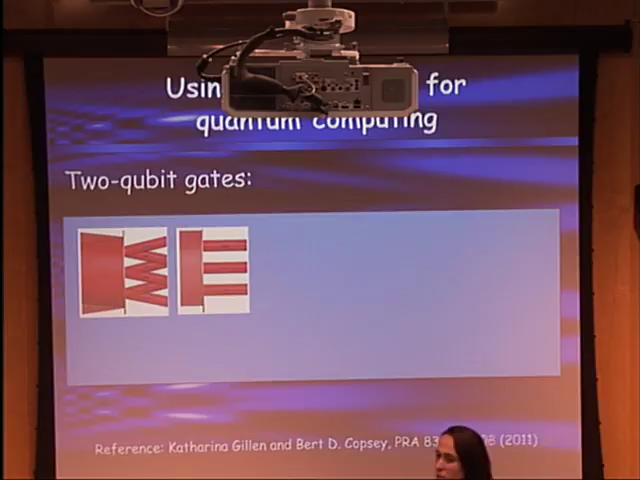 Usin for
quantum computing
Two-qubit gates:
Reference: Katharina Gillen and Bert D. Copsey, PRA 83 (2011)